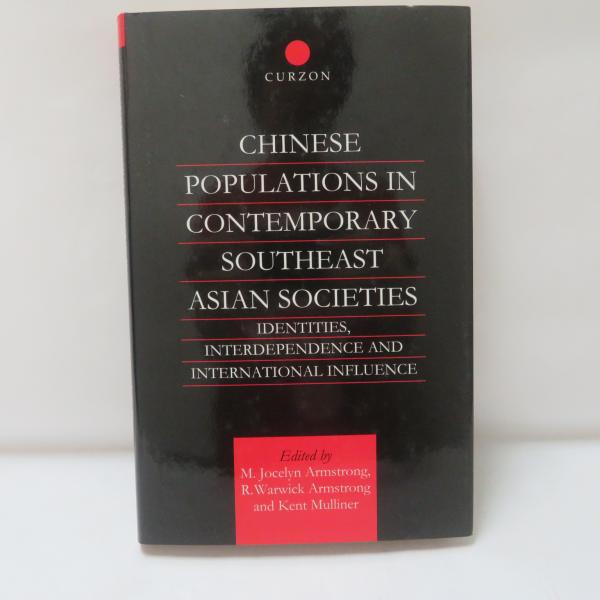 CURZON
CHINESE
POPULATIONS IN
CONTEMPORARY
SOUTHEAST
ASIAN SOCIETIES
IDENTITIES,
INTERDEPENDENCE AND
INTERNATIONAL INFLUENCE
Edited by
M. Jocelyn Armstrong,
R.Warwick Armstrong
and Kent Mulliner